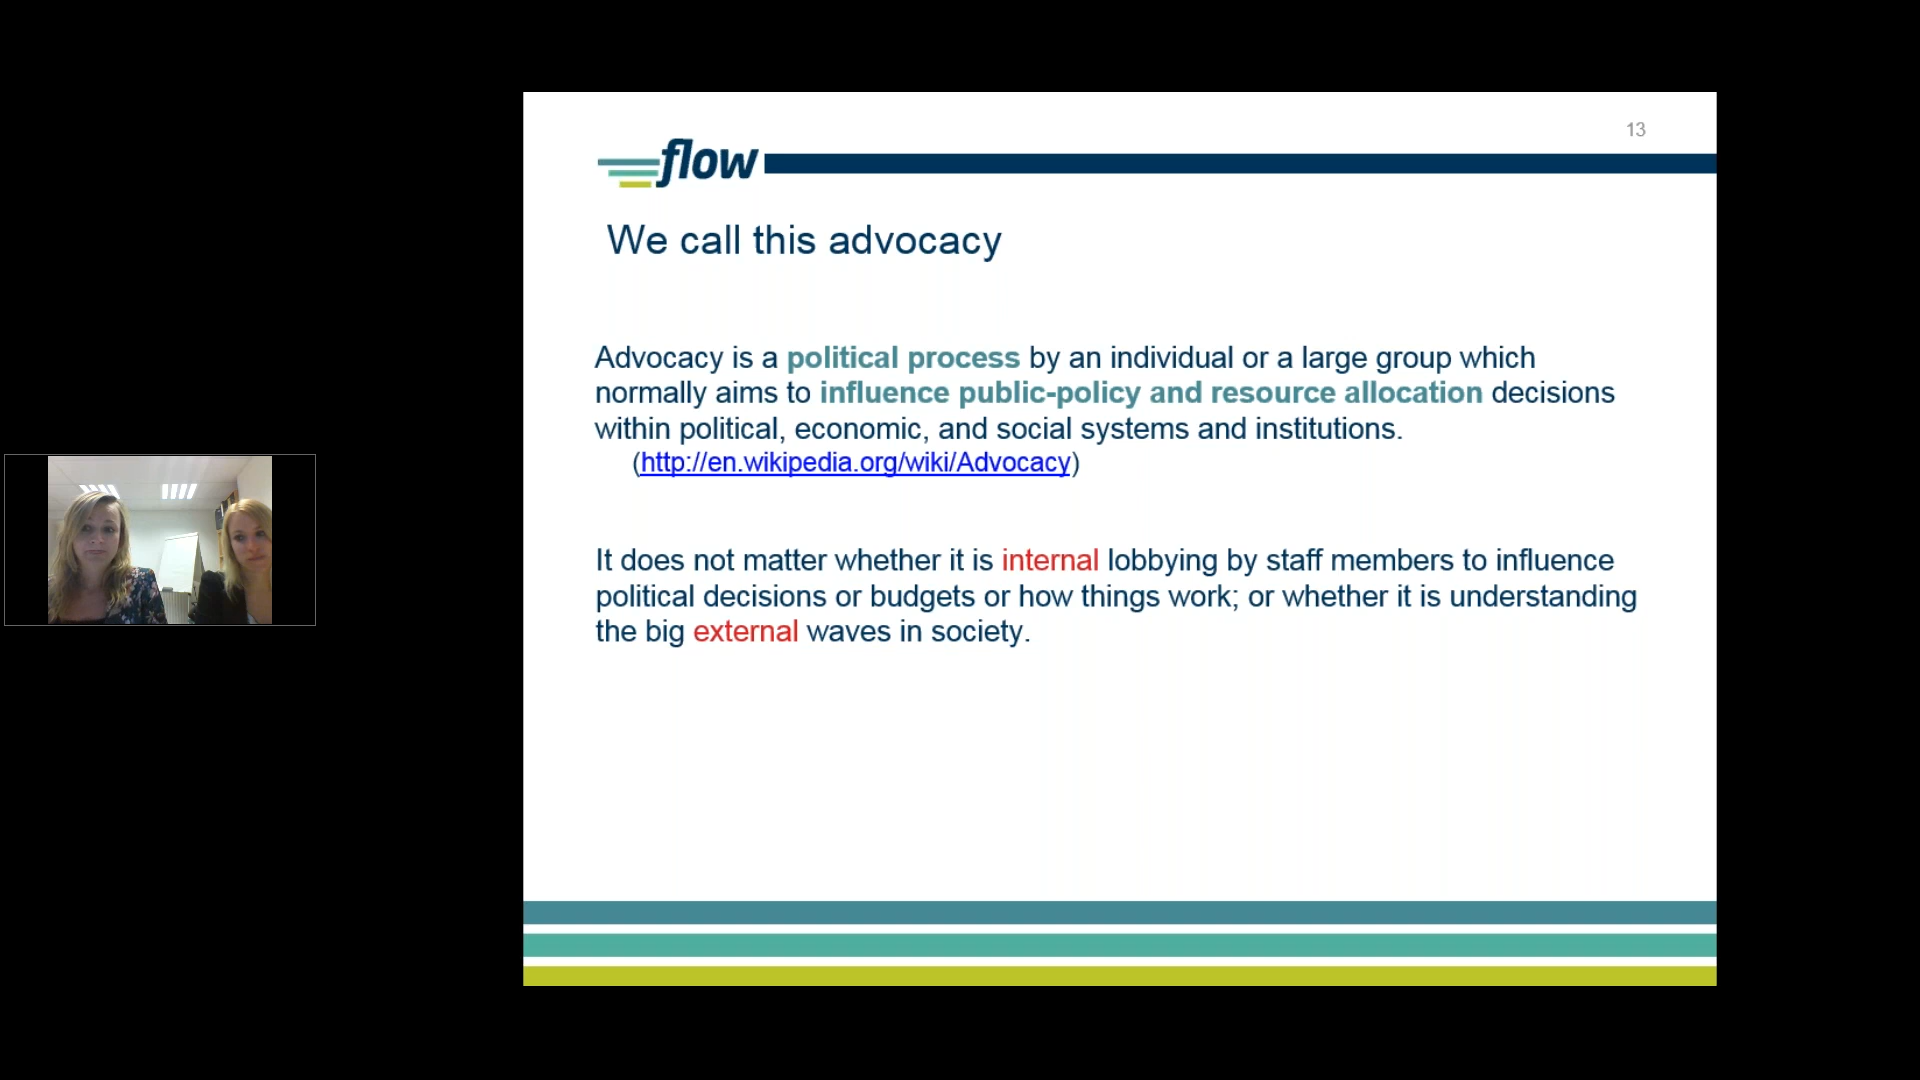 13
flow
We call this advocacy
Advocacy is a political process by an individual or a large group which
normally aims to influence public-policy and resource allocation decisions
within political, economic, and social systems and institutions.
(http://en.wikipedia.org/wiki/Advocacy)
It does not matter whether it is internal lobbying by staff members to influence
political decisions or budgets or how things work; or whether it is understanding
the big external waves in society.